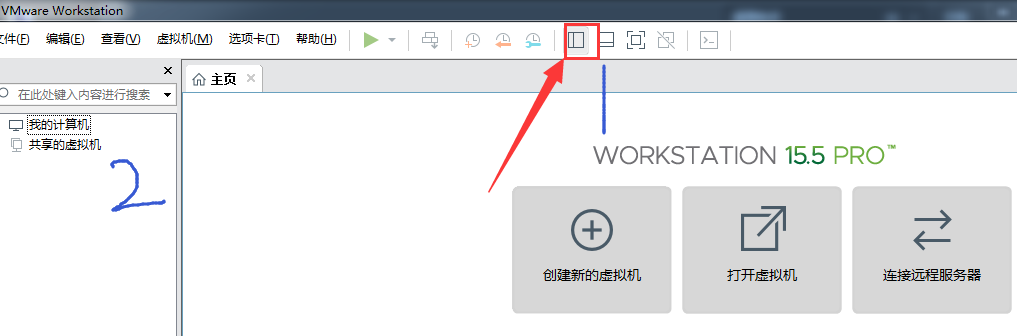 VMware Workstation
文件(F) 编辑(E) 查看(V) 虚拟机(M) 选项卡(T) 帮助(H)
主页
在此处键入内容进行搜索
我的计算机
共享的虚拟机
1
2
WORKSTATION 15.5 PRO™
创建新的虚拟机
打开虚拟机
连接远程服务器